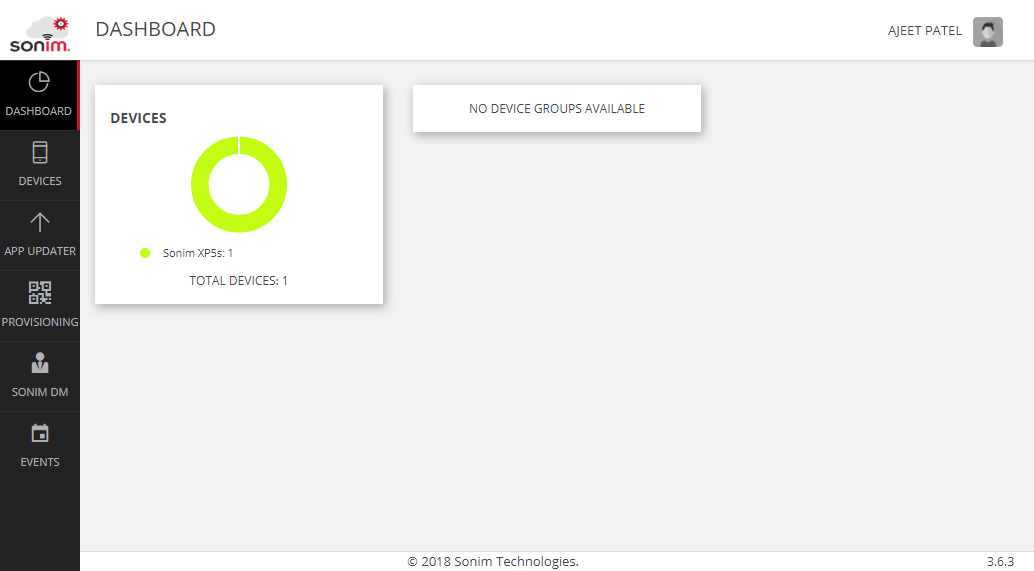 sonim
DASHBOARD
AJEET PATEL
DASHBOARD
DEVICES
APP UPDATER
PROVISIONING
SONIM DM
EVENTS
DEVICES
Sonim XP5s: 1
TOTAL DEVICES: 1
NO DEVICE GROUPS AVAILABLE
© 2018 Sonim Technologies.
3.6.3